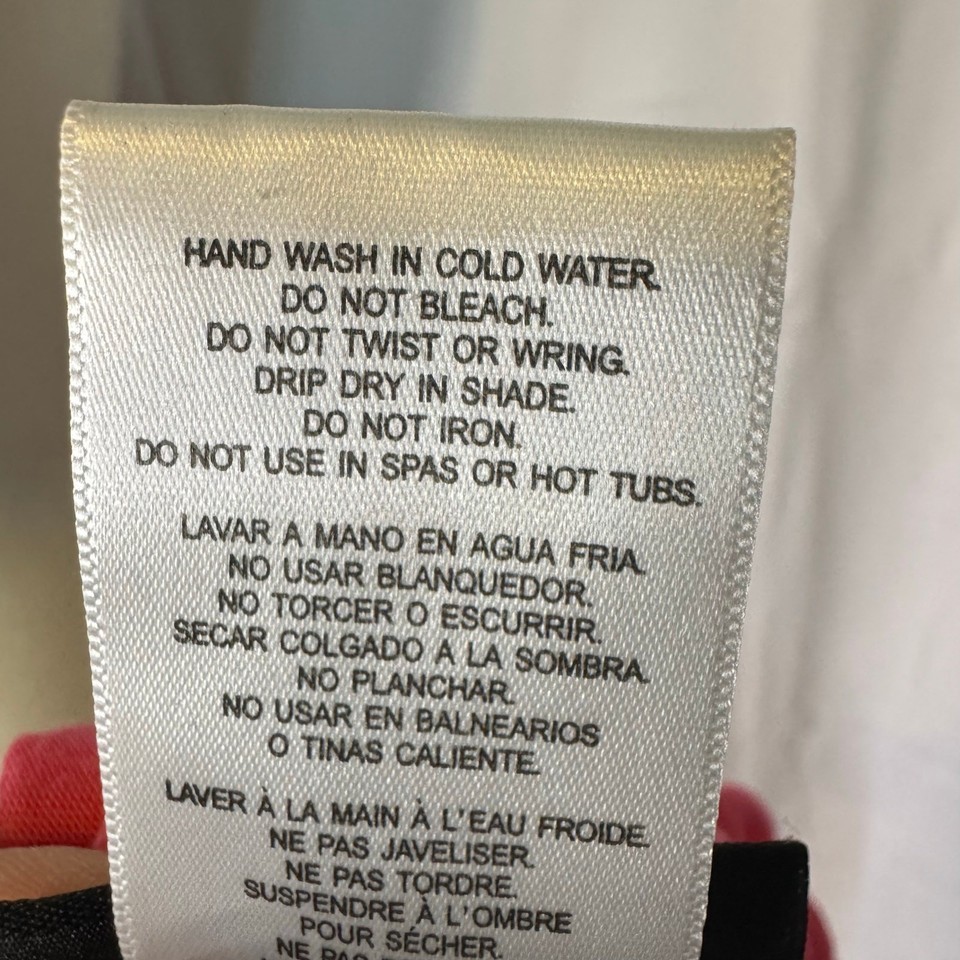 HAND WASH IN COLD WATER.
DO NOT BLEACH.
DO NOT TWIST OR WRING.
DRIP DRY IN SHADE.
DO NOT IRON.
DO NOT USE IN SPAS OR HOT TUBS.
LAVAR A MANO EN AGUA FRIA.
NO USAR BLANQUEDOR.
NO TORCER O ESCURRIR.
SECAR COLGADO A LA SOMBRA.
NO PLANCHAR.
NO USAR EN BALNEARIOS
O TINAS CALIENTE.
LAVER À LA MAIN À L'EAU FROIDE.
NE PAS JAVELISER.
NE PAS TORDRE.
SUSPENDRE À L'OMBRE
POUR SÉCHER.
NE PAS